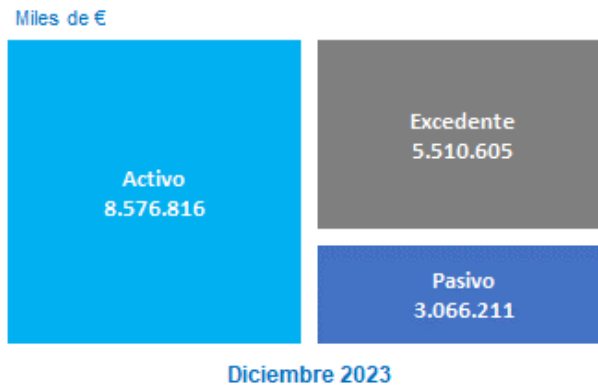 Miles de €
Activo
8.576.816
Excedente
5.510.605
Pasivo
3.066.211
Diciembre 2023